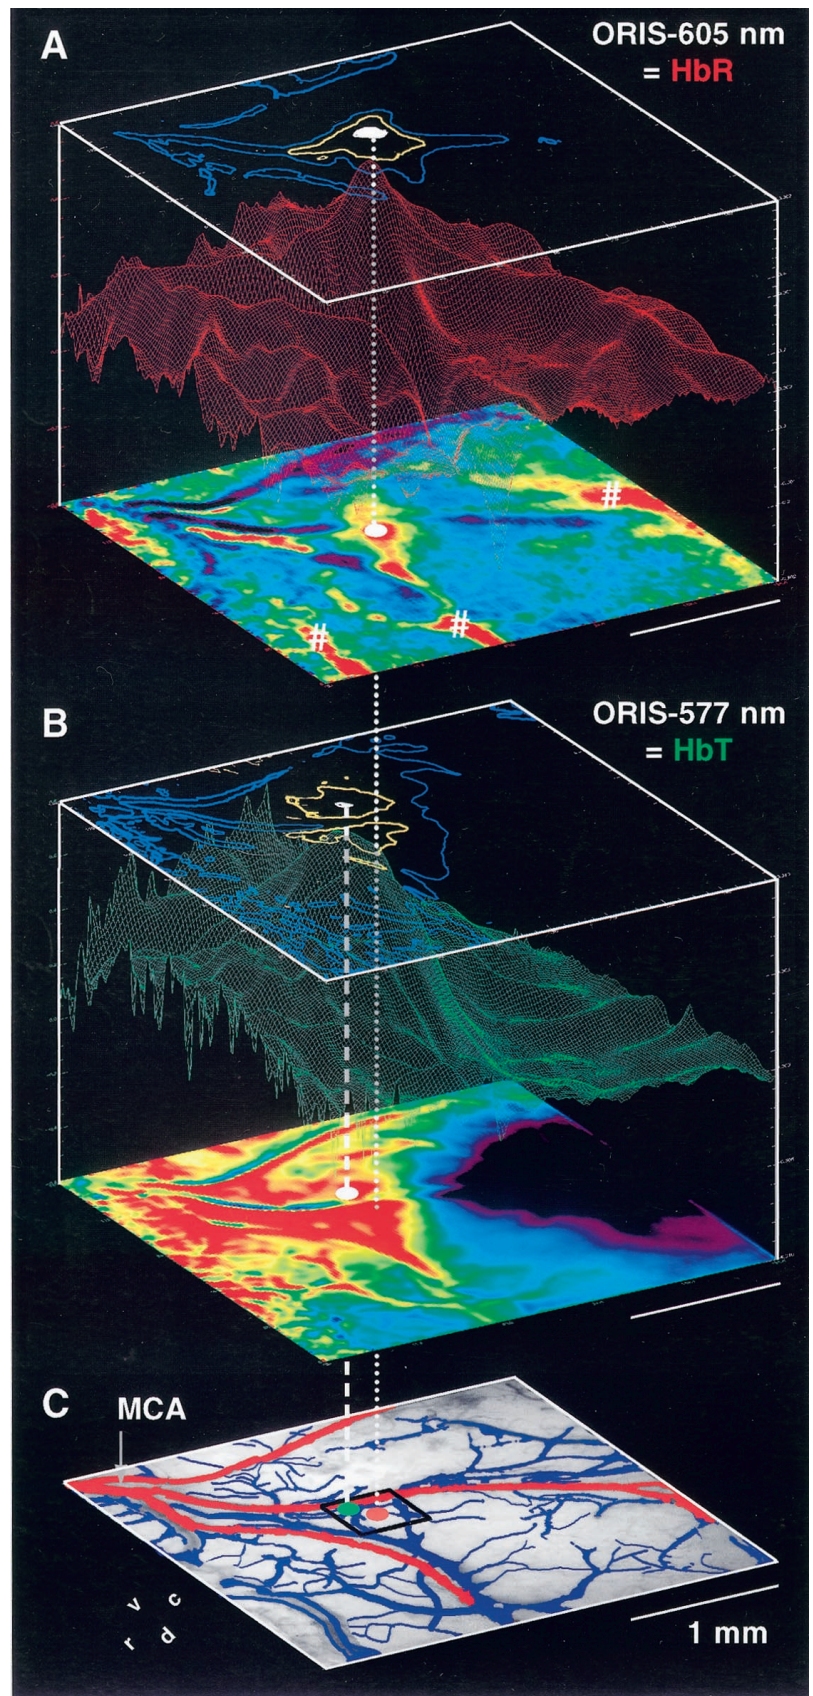 A
ORIS-605 nm
= HbR
#
#
#
B
ORIS-577 nm
= HbT
C
MCA
v c
r d
1 mm